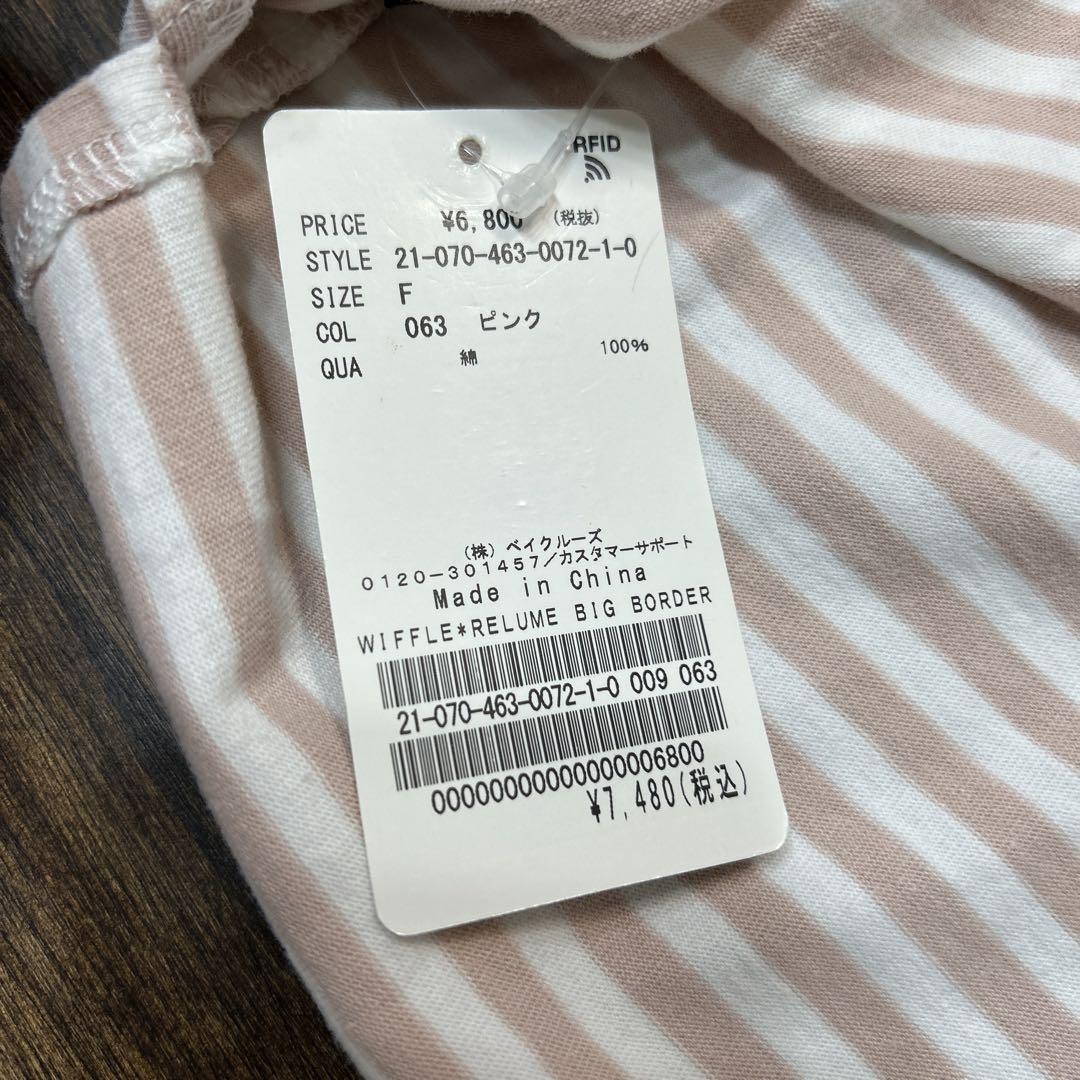 RFID
PRICE ¥6,800 (税抜)
STYLE 21-070-463-0072-1-0
SIZE F
COL 063 ピンク
QUA 綿 100%
(株) ベイクルーズ
0120-301457/カスタマーサポート
Made in China
WIFFLE*RELUME BIG BORDER
21-070-463-0072-1-0 009 063
00000000000000006800
¥7,480(税込)